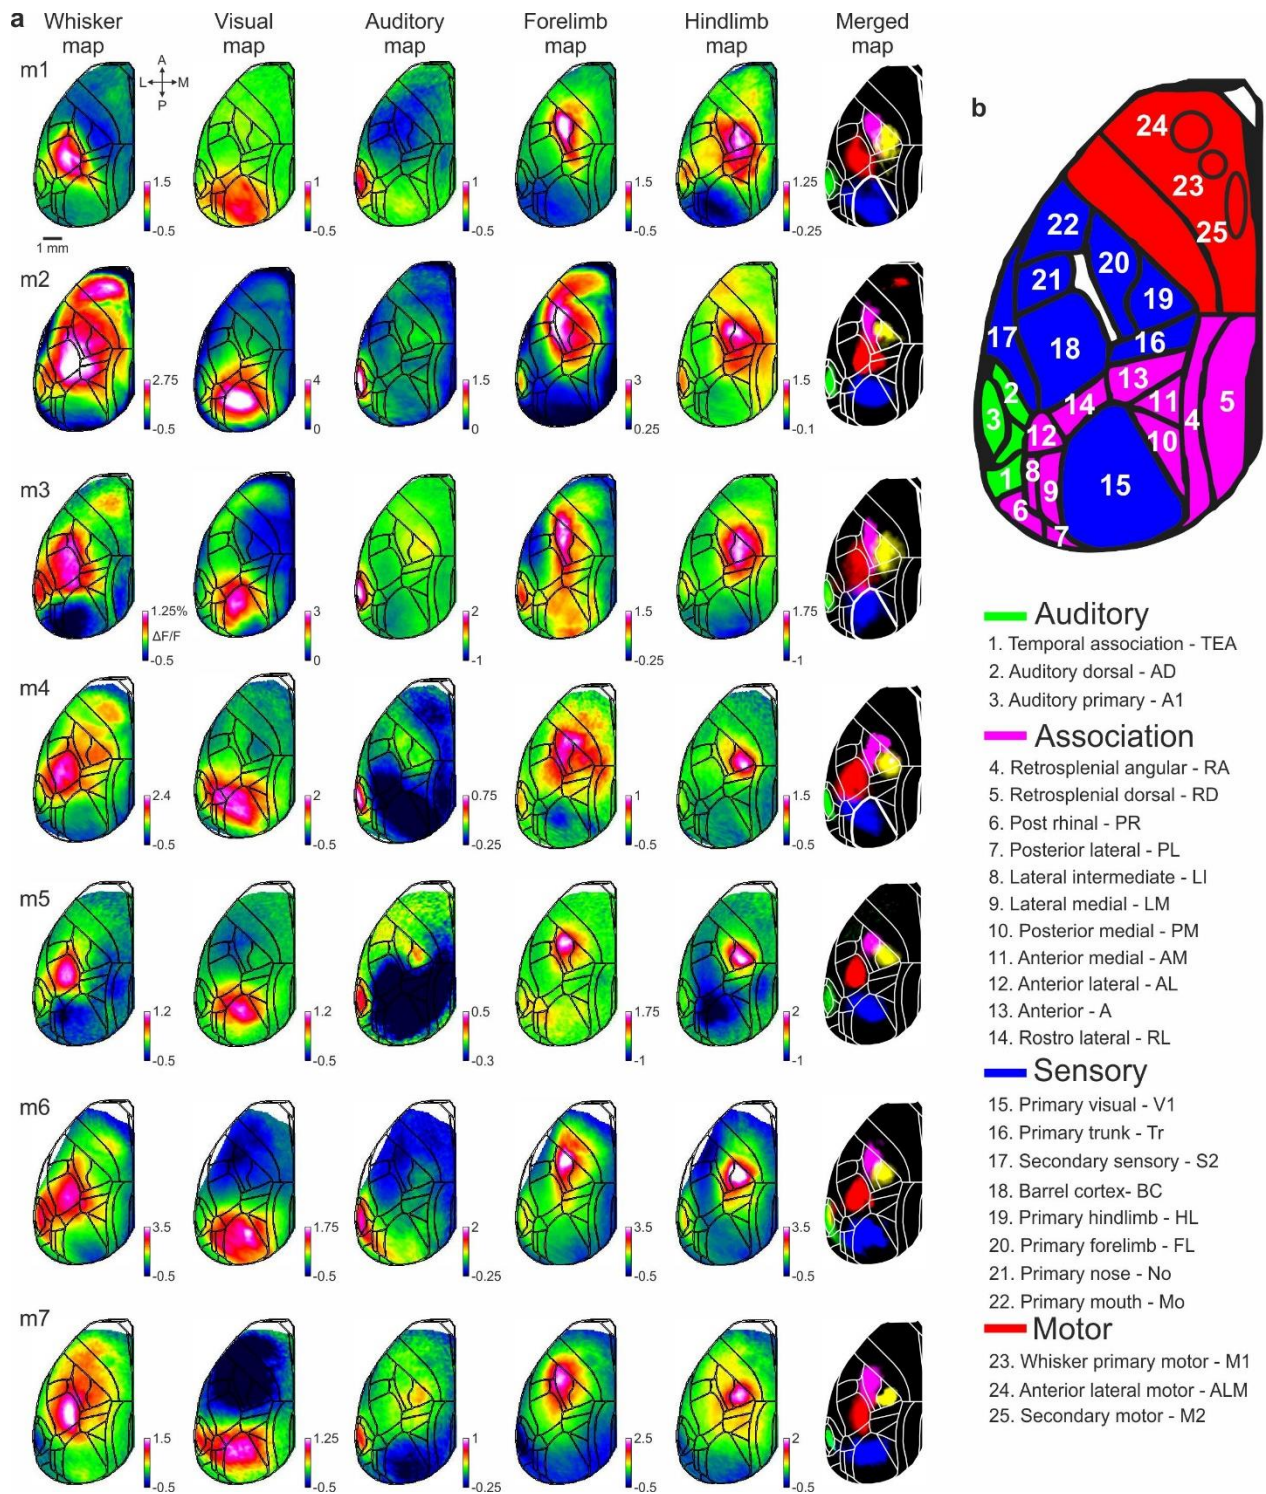 a
Whisker map
Visual map
Auditory map
Forelimb map
Hindlimb map
Merged map
m1
A
L M
P
1.5
-0.5
1
-0.5
1
-0.5
1.5
-0.5
1.25
-0.25
1 mm
m2
2.75
-0.5
4
0
1.5
0
3
0.25
1.5
-0.1
m3
1.25%
ΔF/F
-0.5
3
0
2
-1
1.5
-0.25
1.75
-1
m4
2.4
-0.5
2
-0.5
0.75
-0.25
1
-0.5
1.5
-0.5
m5
1.2
-0.5
1.2
-0.5
0.5
-0.3
1.75
-1
2
-1
m6
3.5
-0.5
1.75
-0.5
2
-0.25
3.5
-0.5
3.5
-0.5
m7
1.5
-0.5
1.25
-0.5
1
-0.25
2.5
-0.5
2
-0.5
b
24
23
25
22
20
21
19
17
18
16
13
2
14
11
3
4
5
12
10
1
8
9
15
6
7
Auditory
1. Temporal association - TEA
2. Auditory dorsal - AD
3. Auditory primary - A1
Association
4. Retrosplenial angular - RA
5. Retrosplenial dorsal - RD
6. Post rhinal - PR
7. Posterior lateral - PL
8. Lateral intermediate - LI
9. Lateral medial - LM
10. Posterior medial - PM
11. Anterior medial - AM
12. Anterior lateral - AL
13. Anterior - A
14. Rostro lateral - RL
Sensory
15. Primary visual - V1
16. Primary trunk - Tr
17. Secondary sensory - S2
18. Barrel cortex- BC
19. Primary hindlimb - HL
20. Primary forelimb - FL
21. Primary nose - No
22. Primary mouth - Mo
Motor
23. Whisker primary motor - M1
24. Anterior lateral motor - ALM
25. Secondary motor - M2